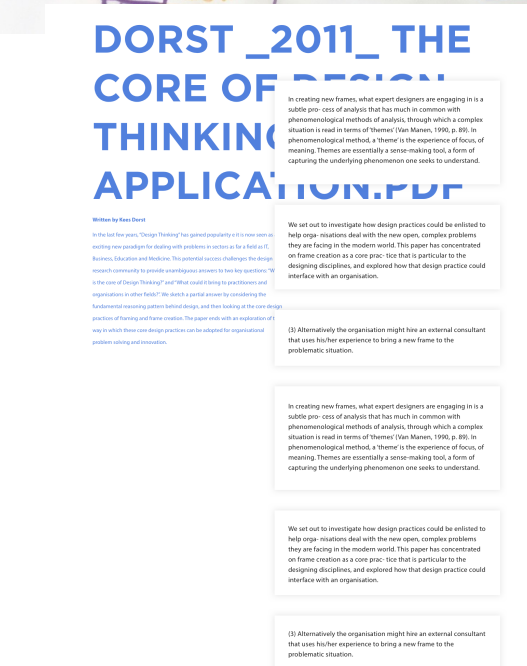 DORST _2011_ THE
CORE OF DESIGN
THINKING
APPLICATION.PDF
Written by Kees Dorst
In the last few years, "Design Thinking" has gained popularity e it is now seen as
exciting new paradigm for dealing with problems in sectors as far a field as IT,
Business, Education and Medicine. This potential success challenges the design
research community to provide unambiguous answers to two key questions: "W
is the core of Design Thinking?" and "What could it bring to practitioners and
organisations in other fields?" We sketch a partial answer by considering the
fundamental reasoning pattern behind design, and then looking at the core design
practices of framing and frame creation. The paper ends with an exploration of
way in which these core design practices can be adopted for organisational
problem solving and innovation.
In creating new frames, what expert designers are engaging in is a
subtle pro- cess of analysis that has much in common with
phenomenological methods of analysis, through which a complex
situation is read in terms of 'themes' (Van Manen, 1990, p. 89). In
phenomenological method, a 'theme' is the experience of focus, of
meaning. Themes are essentially a sense-making tool, a form of
capturing the underlying phenomenon one seeks to understand.
We set out to investigate how design practices could be enlisted to
help orga- nisations deal with the new open, complex problems
they are facing in the modern world. This paper has concentrated
on frame creation as a core prac- tice that is particular to the
designing disciplines, and explored how that design practice could
interface with an organisation.
(3) Alternatively the organisation might hire an external consultant
that uses his/her experience to bring a new frame to the
problematic situation.
In creating new frames, what expert designers are engaging in is a
subtle pro- cess of analysis that has much in common with
phenomenological methods of analysis, through which a complex
situation is read in terms of 'themes' (Van Manen, 1990, p. 89). In
phenomenological method, a 'theme' is the experience of focus, of
meaning. Themes are essentially a sense-making tool, a form of
capturing the underlying phenomenon one seeks to understand.
We set out to investigate how design practices could be enlisted to
help orga- nisations deal with the new open, complex problems
they are facing in the modern world. This paper has concentrated
on frame creation as a core prac- tice that is particular to the
designing disciplines, and explored how that design practice could
interface with an organisation.
(3) Alternatively the organisation might hire an external consultant
that uses his/her experience to bring a new frame to the
problematic situation.